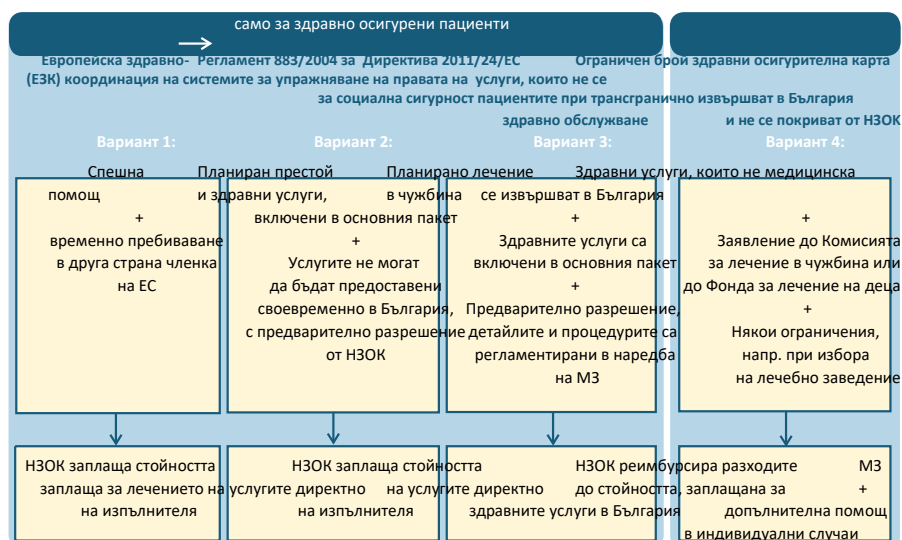 само за здравно осигурени пациенти
Европейска здравно- Регламент 883/2004 за Директива 2011/24/ЕС Ограничен брой здравни осигурителна карта
(ЕЗК) координация на системите за упражняване на правата на услуги, които не се
за социална сигурност пациентите при трансгранично извършват в България
здравно обслужване и не се покриват от НЗОК
Вариант 1: Вариант 2: Вариант 3: Вариант 4:
Спешна Планиран престой Планирано лечение Здравни услуги, които не медицинска
помощ и здравни услуги, в чужбина се извършват в България
+ включени в основния пакет + +
временно пребиваване + Здравните услуги са Заявление до Комисията
в друга страна членка Услугите не могат включени в основния пакет за лечение в чужбина или
на ЕС да бъдат предоставени + до Фонда за лечение на деца
своевременно в България, Предварително разрешение, +
с предварително разрешение детайлите и процедурите са Някои ограничения,
от НЗОК регламентирани в наредба напр. при избора
на МЗ на лечебно заведение
НЗОК заплаща стойността НЗОК заплаща стойността НЗОК реимбурсира разходите МЗ
заплаща за лечението на услугите директно на услугите директно до стойността, заплащана за +
на изпълнителя на изпълнителя здравните услуги в България допълнителна помощ
в индивидуални случаи